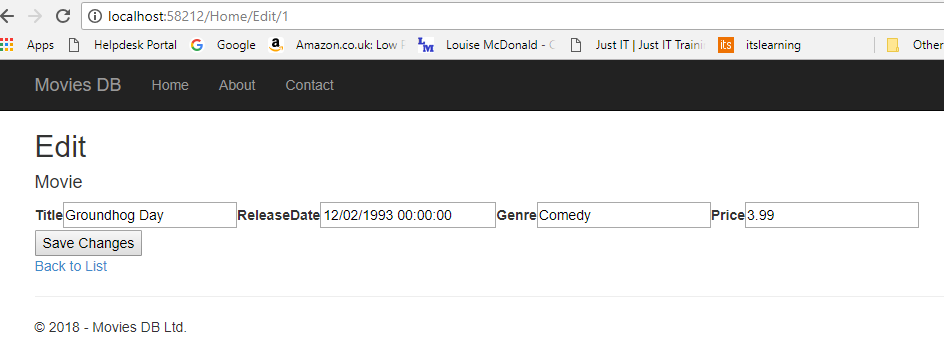 localhost:58212/Home/Edit/1
Apps Helpdesk Portal Google Amazon.co.uk: Low Louise McDonald - Just IT | Just IT Traini its itslearning Other
Movies DB Home About Contact
Edit
Movie
Title Groundhog Day ReleaseDate 12/02/1993 00:00:00 Genre Comedy Price 3.99
Save Changes
Back to List
© 2018 - Movies DB Ltd.